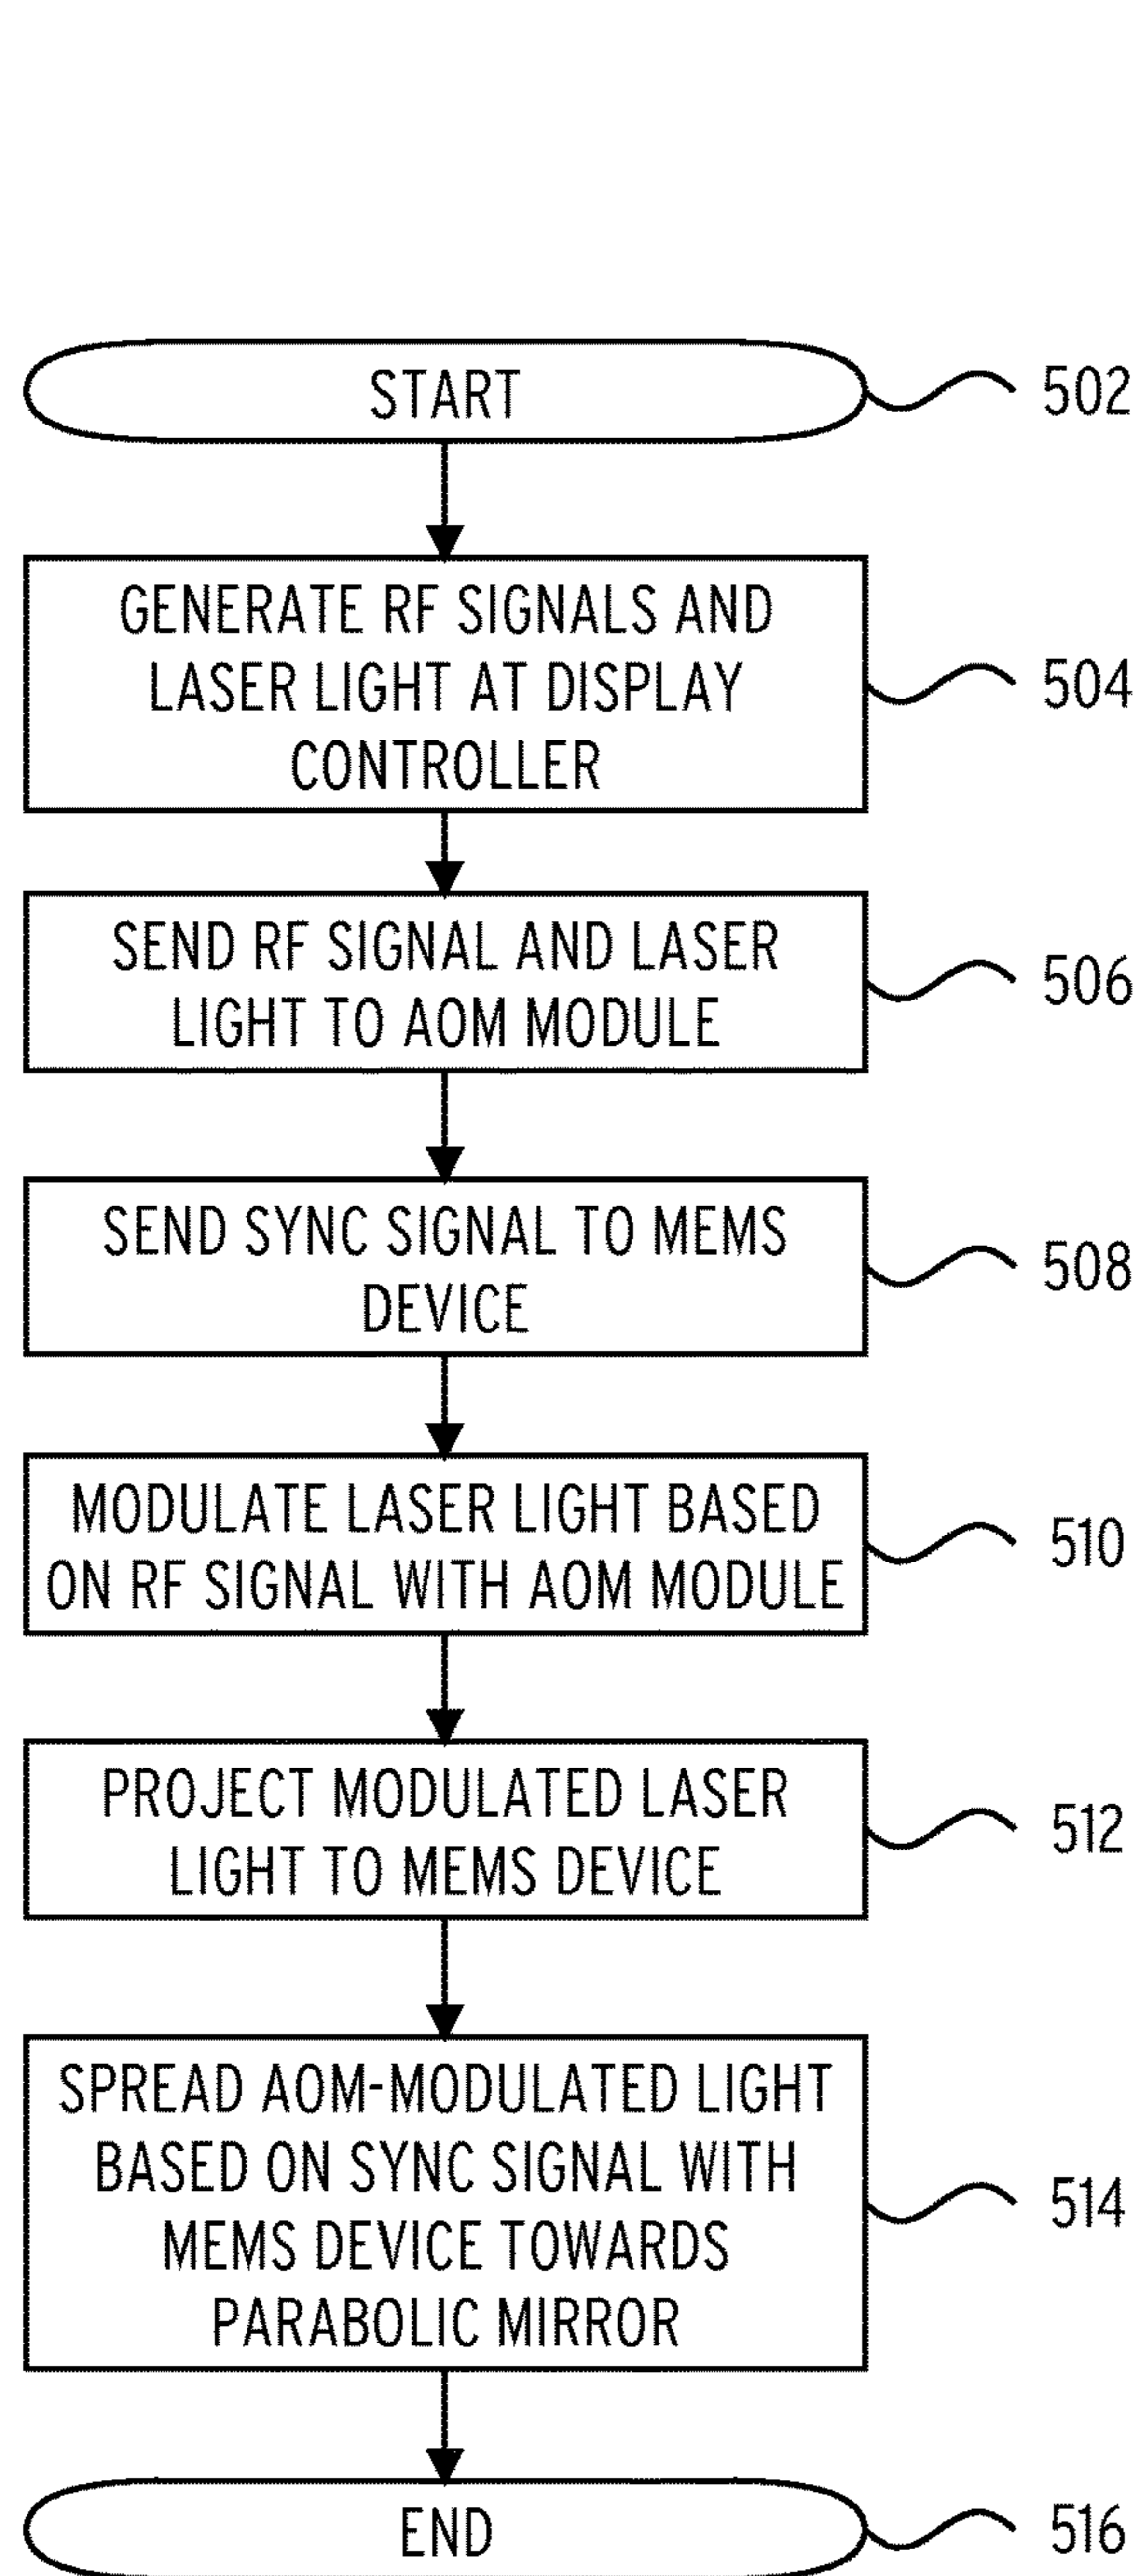 START
502
GENERATE RF SIGNALS AND
LASER LIGHT AT DISPLAY
CONTROLLER
504
SEND RF SIGNAL AND LASER
LIGHT TO AOM MODULE
506
SEND SYNC SIGNAL TO MEMS
DEVICE
508
MODULATE LASER LIGHT BASED
ON RF SIGNAL WITH AOM MODULE
510
PROJECT MODULATED LASER
LIGHT TO MEMS DEVICE
512
SPREAD AOM-MODULATED LIGHT
BASED ON SYNC SIGNAL WITH
MEMS DEVICE TOWARDS
PARABOLIC MIRROR
514
END
516